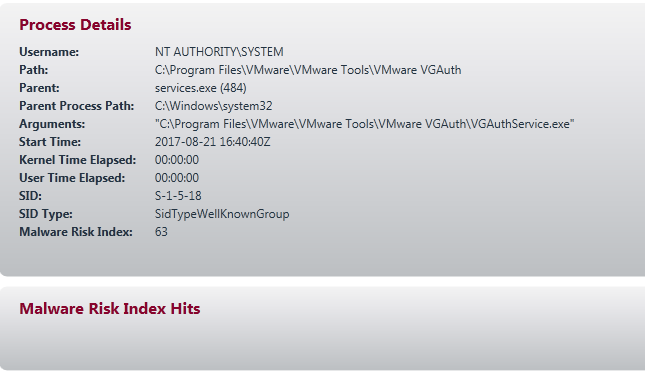 Process Details
Username: NT AUTHORITY\SYSTEM
Path: C:\Program Files\VMware\VMware Tools\VMware VGAuth
Parent: services.exe (484)
Parent Process Path: C:\Windows\system32
Arguments: "C:\Program Files\VMware\VMware Tools\VMware VGAuth\VGAuthService.exe"
Start Time: 2017-08-21 16:40:40Z
Kernel Time Elapsed: 00:00:00
User Time Elapsed: 00:00:00
SID: S-1-5-18
SID Type: SidTypeWellKnownGroup
Malware Risk Index: 63
Malware Risk Index Hits